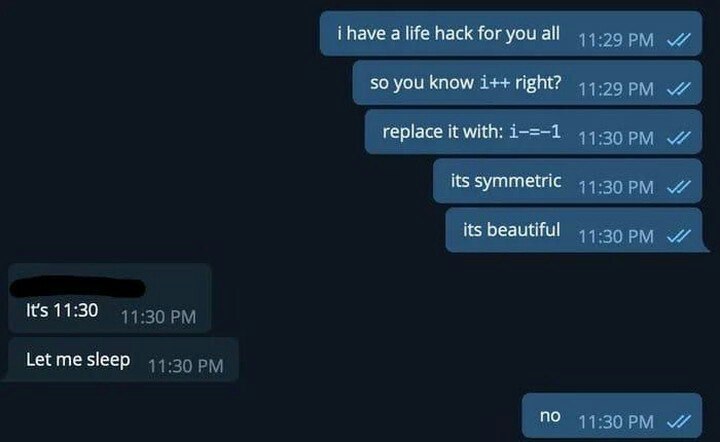 i have a life hack for you all 11:29 PM
so you know i++ right? 11:29 PM
replace it with: i-=-1 11:30 PM
its symmetric 11:30 PM
its beautiful 11:30 PM
It's 11:30 11:30 PM
Let me sleep 11:30 PM
no 11:30 PM